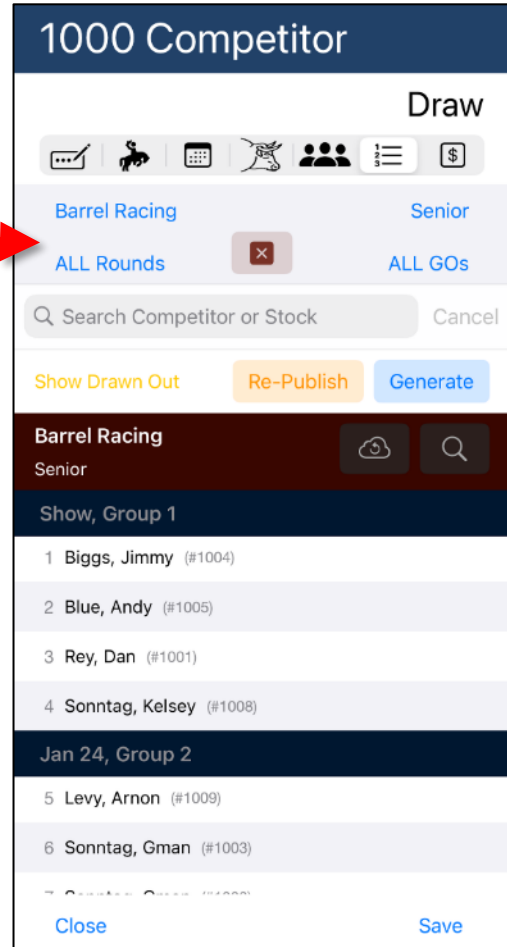 1000 Competitor
Draw
Barrel Racing Senior
ALL Rounds ALL GOs
Search Competitor or Stock Cancel
Show Drawn Out Re-Publish Generate
Barrel Racing
Senior
Show, Group 1
1 Biggs, Jimmy (#1004)
2 Blue, Andy (#1005)
3 Rey, Dan (#1001)
4 Sonntag, Kelsey (#1008)
Jan 24, Group 2
5 Levy, Arnon (#1009)
6 Sonntag, Gman (#1003)
Close Save